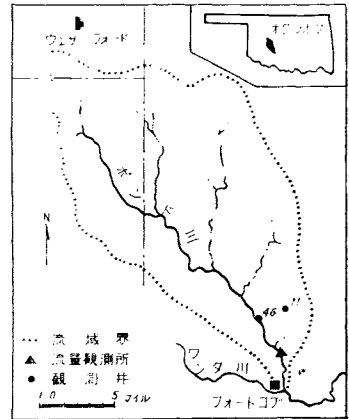 ウェザーフォード
オクラホマ
N
46
11
‥‥ 流域界
▲ 流量観測所
● 観測井
ワシタ川
フォートコブ
1 0 5 マイル